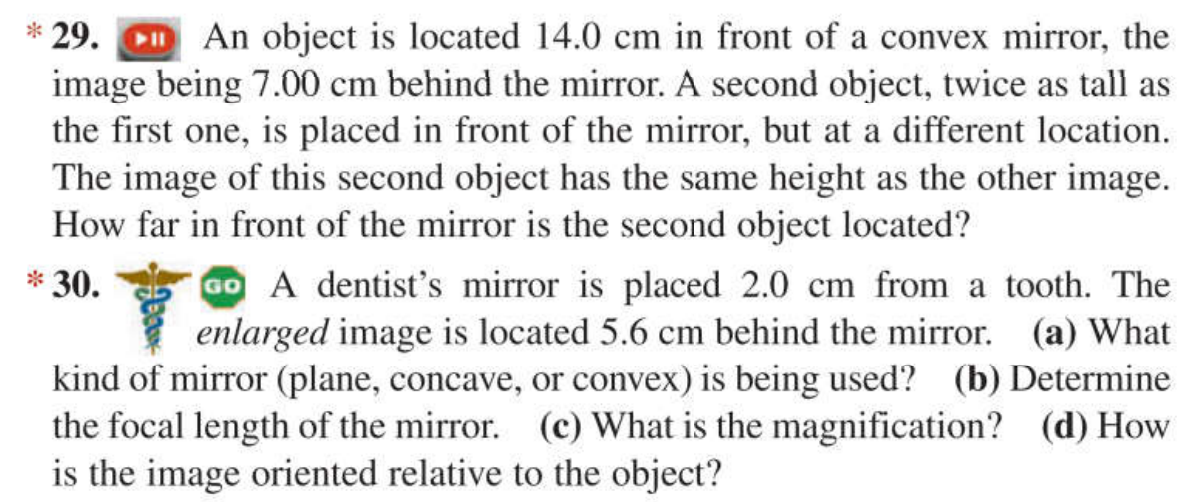 * 29. An object is located 14.0 cm in front of a convex mirror, the
image being 7.00 cm behind the mirror. A second object, twice as tall as
the first one, is placed in front of the mirror, but at a different location.
The image of this second object has the same height as the other image.
How far in front of the mirror is the second object located?
* 30. GO A dentist's mirror is placed 2.0 cm from a tooth. The
enlarged image is located 5.6 cm behind the mirror. (a) What
kind of mirror (plane, concave, or convex) is being used? (b) Determine
the focal length of the mirror. (c) What is the magnification? (d) How
is the image oriented relative to the object?